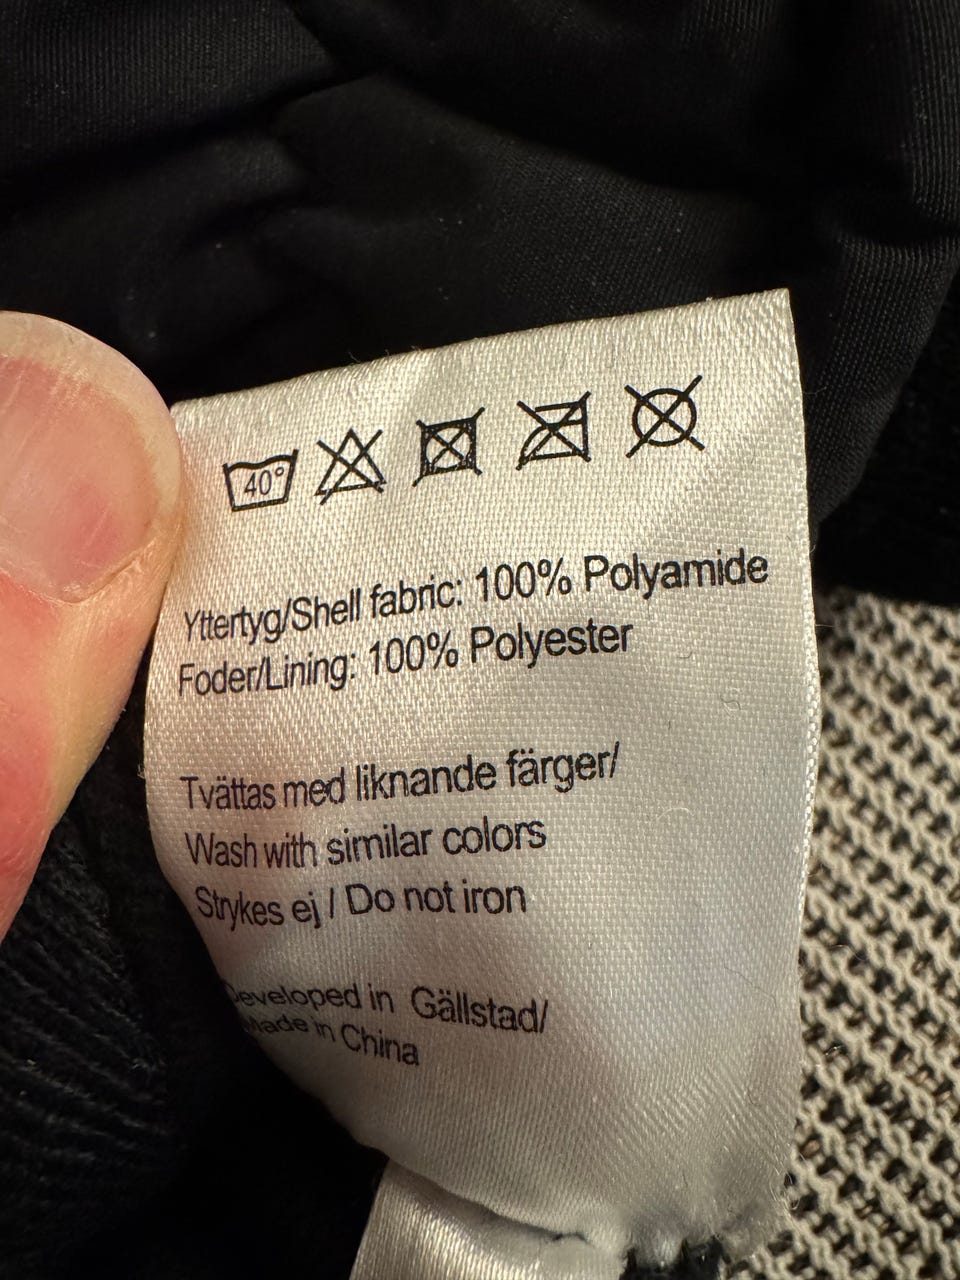 40°
Yttertyg/Shell fabric: 100% Polyamide
Foder/Lining: 100% Polyester
Tvättas med liknande färger/
Wash with similar colors
Strykes ej / Do not iron
Developed in Gällstad/
Made in China